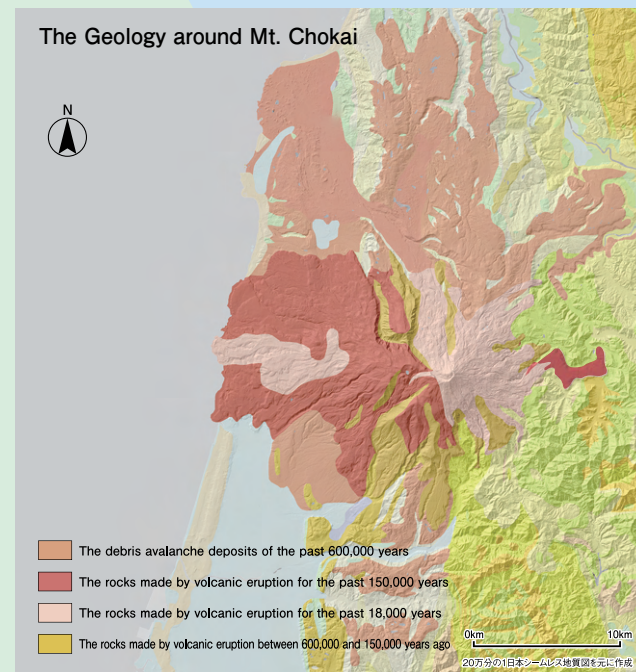 The Geology around Mt. Chokai
N
The debris avalanche deposits of the past 600,000 years
The rocks made by volcanic eruption for the past 150,000 years
The rocks made by volcanic eruption for the past 18,000 years
The rocks made by volcanic eruption between 600,000 and 150,000 years ago
0km 10km
20万分の1日本シームレス地質図を元に作成